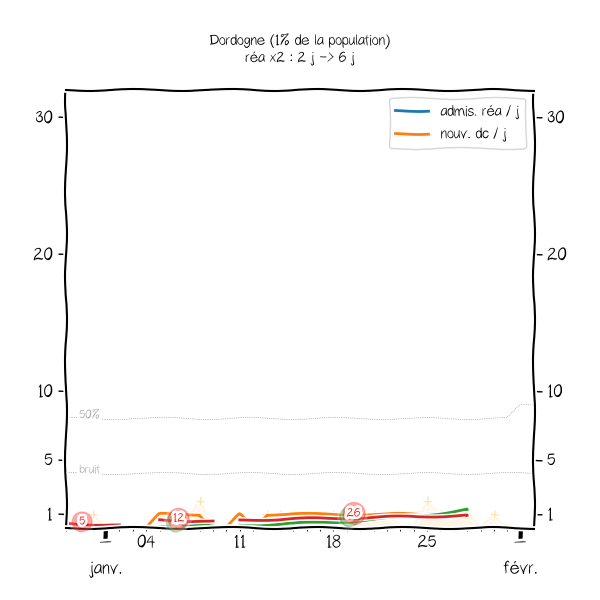 Dordogne (1% de la population)
réa x2 : 2 j -> 6 j
admis. réa / j
nouv. dc / j
30
30
20
20
10
10
50%
5
5
bruit
1
1
5
12
26
04
11
18
25
janv.
févr.